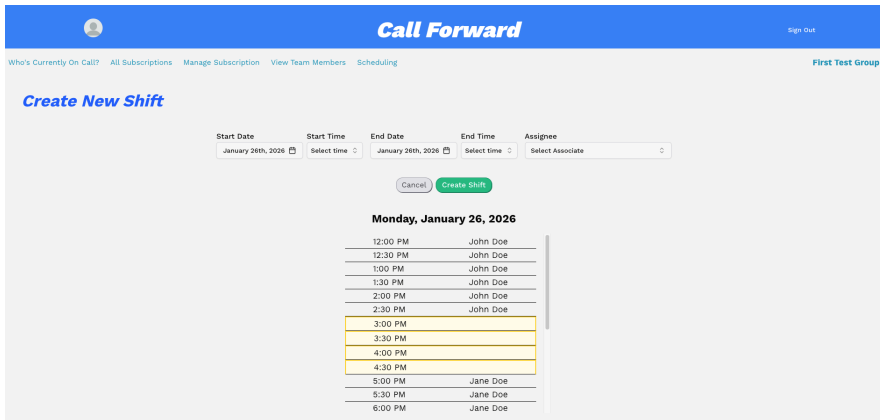 Call Forward
Sign Out
Who's Currently On Call? All Subscriptions Manage Subscription View Team Members Scheduling First Test Group
Create New Shift
Start Date Start Time End Date End Time Assignee
January 26th, 2026 Select time January 26th, 2026 Select time Select Associate
Cancel Create Shift
Monday, January 26, 2026
12:00 PM John Doe
12:30 PM John Doe
1:00 PM John Doe
1:30 PM John Doe
2:00 PM John Doe
2:30 PM John Doe
3:00 PM
3:30 PM
4:00 PM
4:30 PM
5:00 PM Jane Doe
5:30 PM Jane Doe
6:00 PM Jane Doe